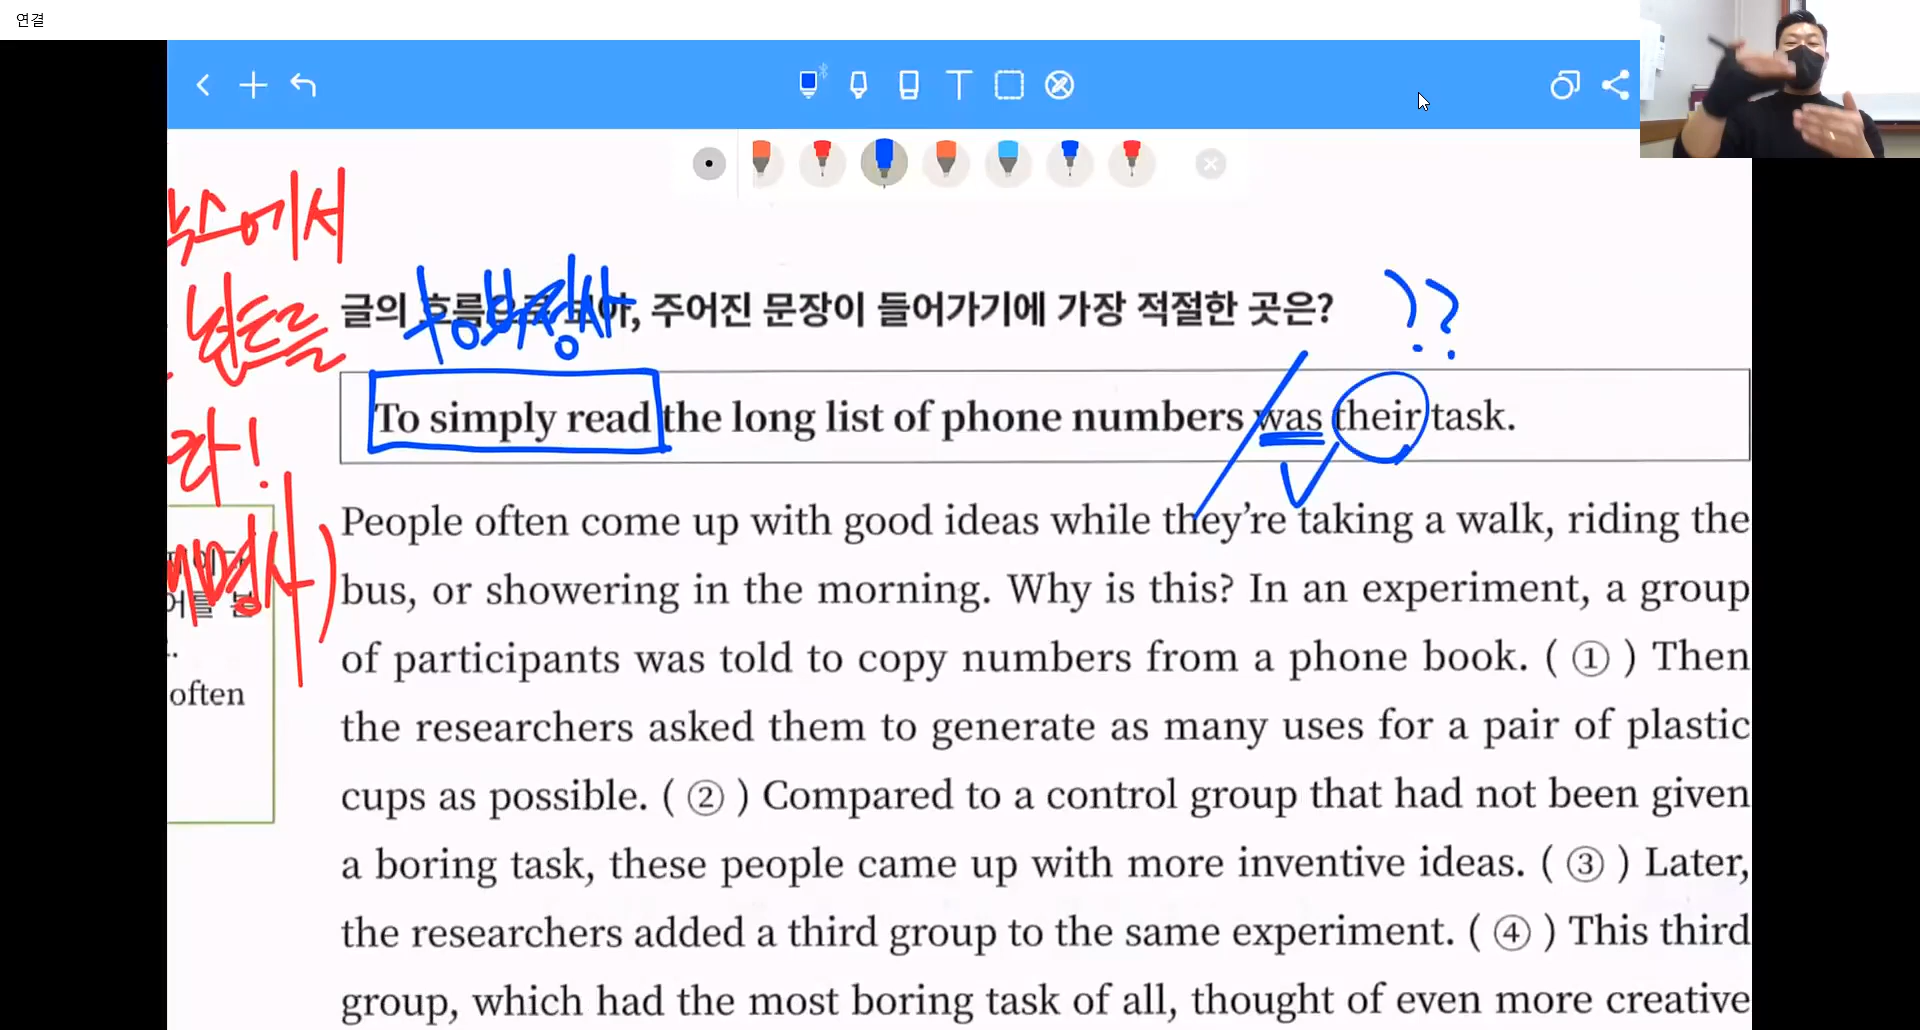 연결
글의 흐름으로 보아, 주어진 문장이 들어가기에 가장 적절한 곳은?
??
To simply read the long list of phone numbers was their task.
People often come up with good ideas while they're taking a walk, riding the
bus, or showering in the morning. Why is this? In an experiment, a group
of participants was told to copy numbers from a phone book. ( ① ) Then
the researchers asked them to generate as many uses for a pair of plastic
cups as possible. ( ② ) Compared to a control group that had not been given
a boring task, these people came up with more inventive ideas. ( ③ ) Later,
the researchers added a third group to the same experiment. ( ④ ) This third
group, which had the most boring task of all, thought of even more creative
에서
힌트를
라!
often